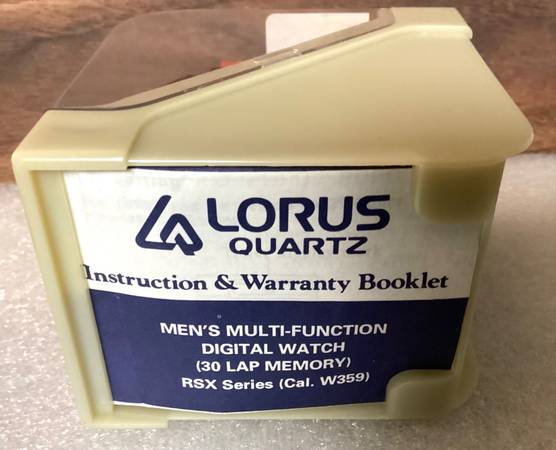 LORUS
QUARTZ
Instruction & Warranty Booklet
MEN'S MULTI-FUNCTION
DIGITAL WATCH
(30 LAP MEMORY)
RSX Series (Cal. W359)